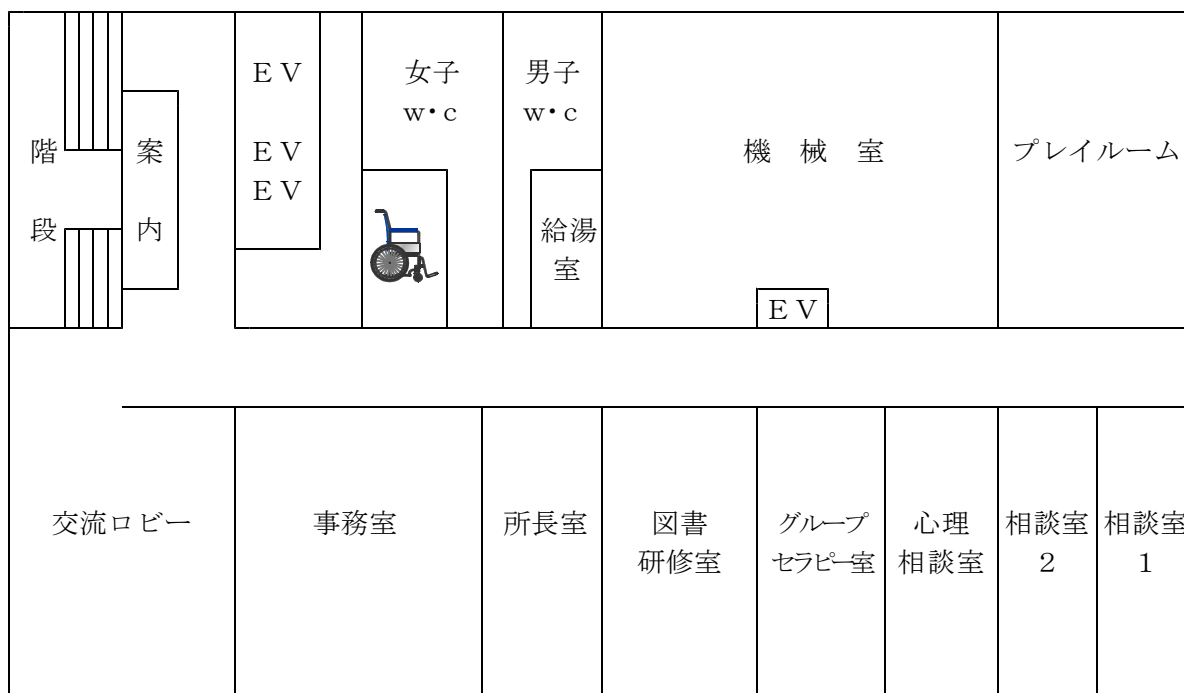 階
段
案
内
ＥＶ
ＥＶ
ＥＶ
女子
ｗ・ｃ
男子
ｗ・ｃ
給湯
室
機　械　室
ＥＶ
プレイルーム
交流ロビー
事務室
所長室
図書
研修室
グループ
セラピー室
心理
相談室
相談室
２
相談室
１